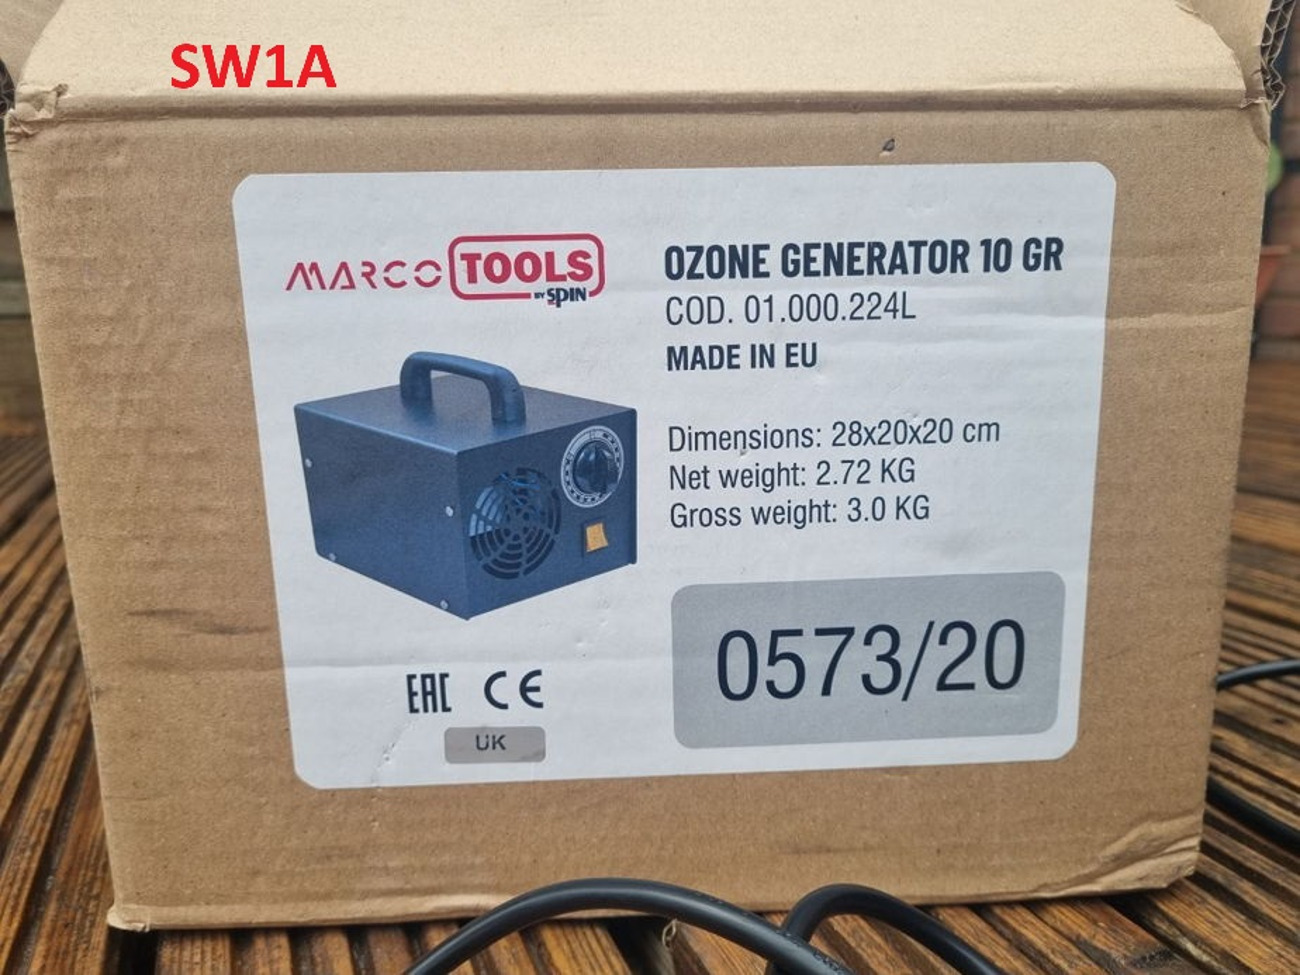 SW1A
MARCO TOOLS
BY SPIN
OZONE GENERATOR 10 GR
COD. 01.000.224L
MADE IN EU
Dimensions: 28x20x20 cm
Net weight: 2.72 KG
Gross weight: 3.0 KG
0573/20
EAC CE
UK